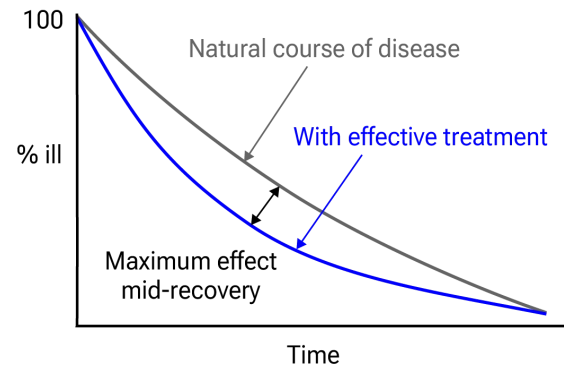 100
Natural course of disease
With effective treatment
% ill
Maximum effect
mid-recovery
Time